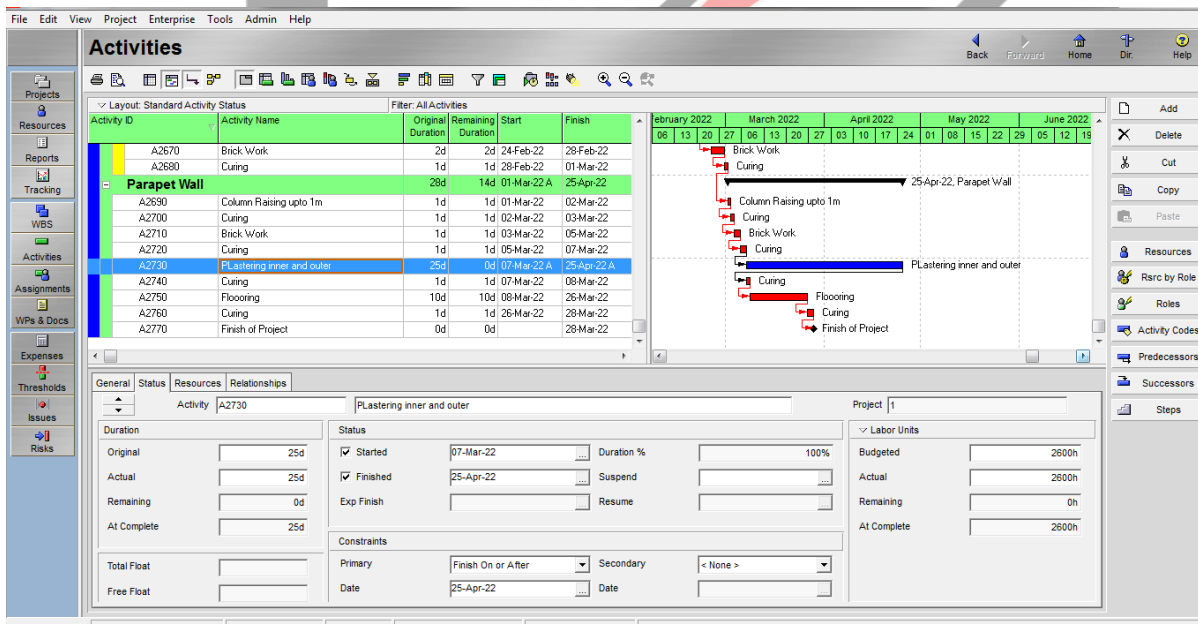 File Edit View Project Enterprise Tools Admin Help
Activities
Back Forward Home Dir. Help
Projects
Resources
Reports
Tracking
WBS
Activities
Assignments
WPs & Docs
Expenses
Thresholds
Issues
Risks
Layout: Standard Activity Status Filter: All Activities
Activity ID Activity Name Original Duration Remaining Duration Start Finish
A2670 Brick Work 2d 2d 24-Feb-22 28-Feb-22
A2680 Curing 1d 1d 28-Feb-22 01-Mar-22
Parapet Wall 28d 14d 01-Mar-22 A 25-Apr-22
A2690 Column Raising upto 1m 1d 1d 01-Mar-22 02-Mar-22
A2700 Curing 1d 1d 02-Mar-22 03-Mar-22
A2710 Brick Work 1d 1d 03-Mar-22 05-Mar-22
A2720 Curing 1d 1d 05-Mar-22 07-Mar-22
A2730 PLastering inner and outer 25d 0d 07-Mar-22 A 25-Apr-22 A
A2740 Curing 1d 1d 07-Mar-22 08-Mar-22
A2750 Floooring 10d 10d 08-Mar-22 26-Mar-22
A2760 Curing 1d 1d 26-Mar-22 28-Mar-22
A2770 Finish of Project 0d 0d 28-Mar-22
ebruary 2022 March 2022 April 2022 May 2022 June 2022
06 13 20 27 06 13 20 27 03 10 17 24 01 08 15 22 29 05 12 19
Brick Work
Curing
25-Apr-22, Parapet Wall
Column Raising upto 1m
Curing
Brick Work
Curing
PLastering inner and outer
Curing
Floooring
Curing
Finish of Project
Add
Delete
Cut
Copy
Paste
Resources
Rsrc by Role
Roles
Activity Codes
Predecessors
Successors
Steps
General Status Resources Relationships
Activity A2730 PLastering inner and outer Project 1
Duration
Original 25d
Actual 25d
Remaining 0d
At Complete 25d
Total Float
Free Float
Status
Started 07-Mar-22 ... Duration % 100%
Finished 25-Apr-22 ... Suspend ...
Exp Finish ... Resume ...
Constraints
Primary Finish On or After Secondary < None >
Date 25-Apr-22 ... Date ...
Labor Units
Budgeted 2600h
Actual 2600h
Remaining 0h
At Complete 2600h